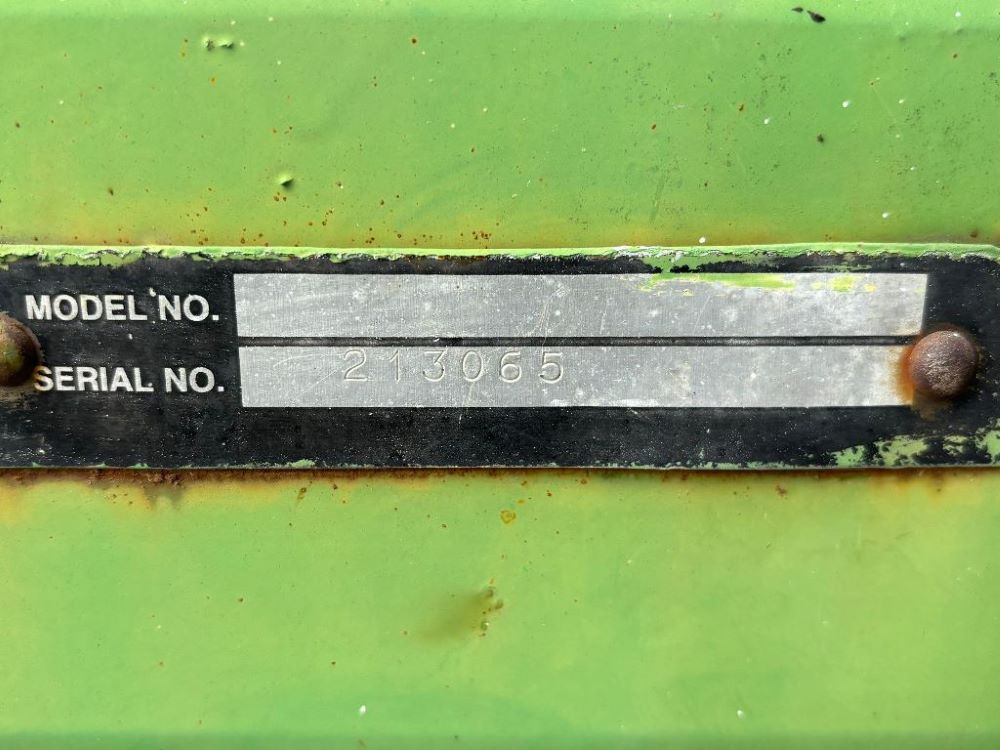 MODEL NO.
SERIAL NO. 213065